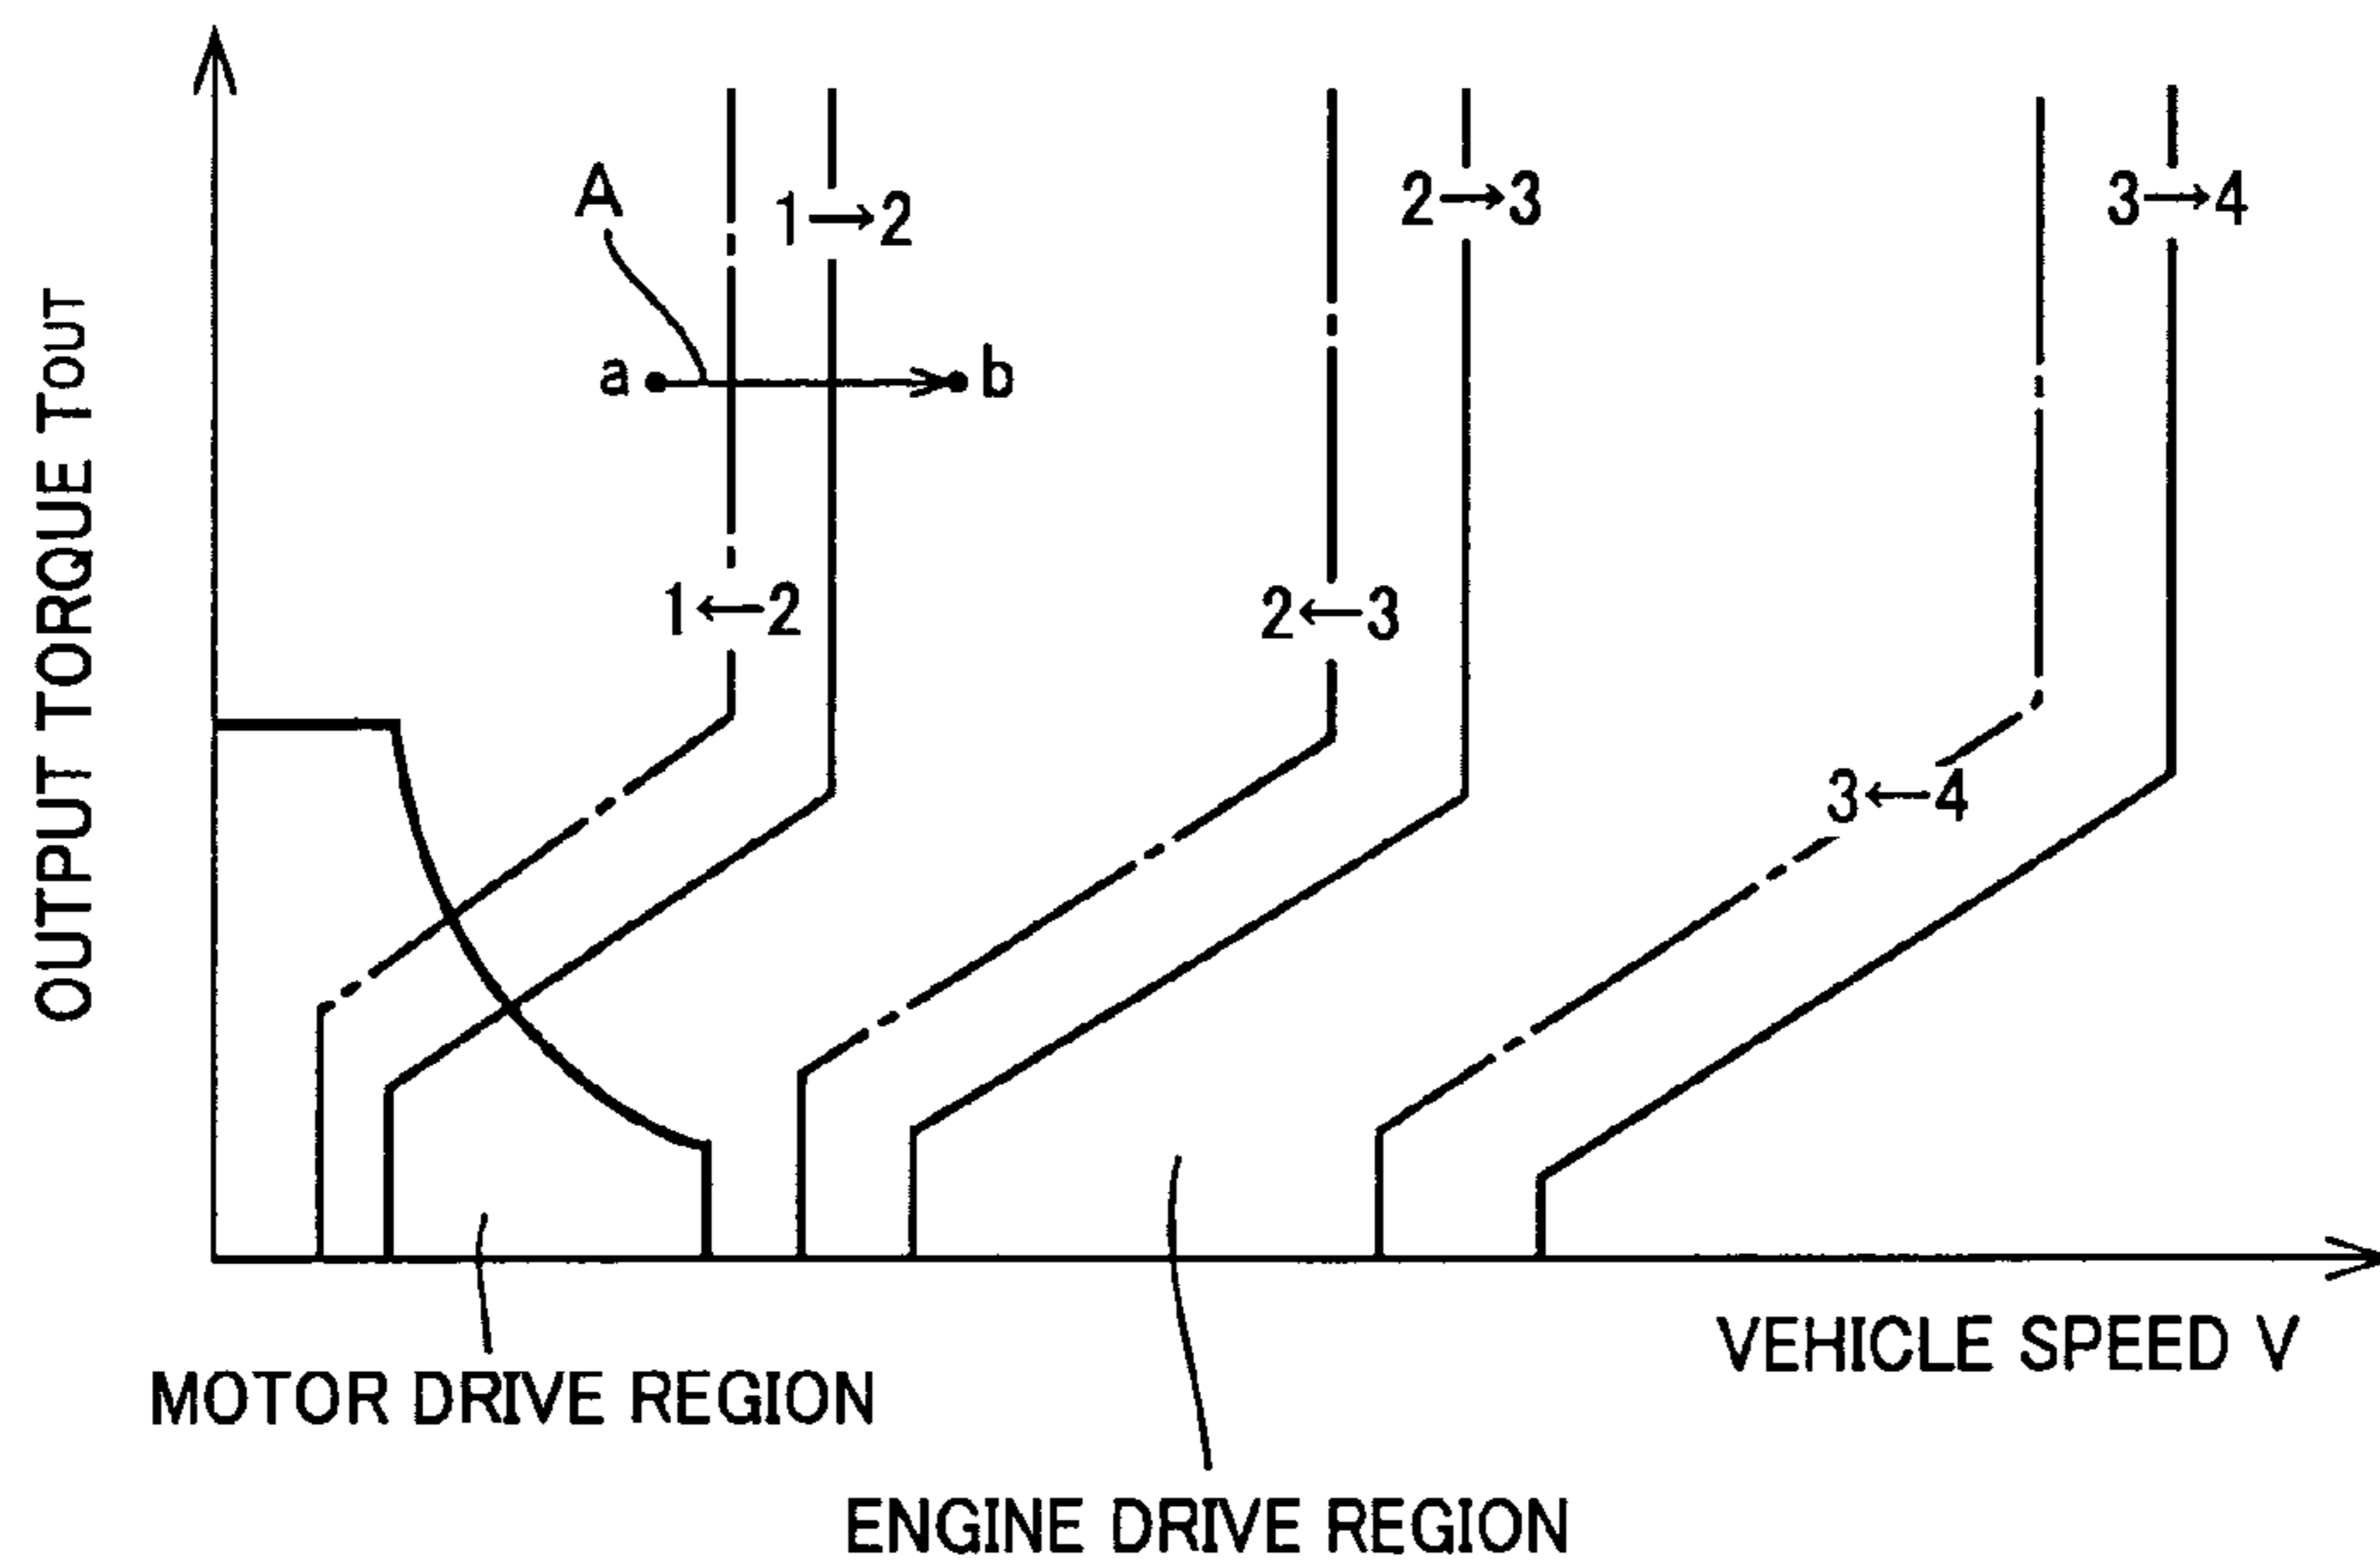 OUTPUT TORQUE TOUT
A
1→2
2→3
3→4
a
b
1←2
2←3
3←4
VEHICLE SPEED V
MOTOR DRIVE REGION
ENGINE DRIVE REGION